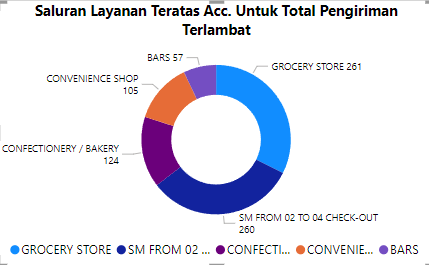 Saluran Layanan Teratas Acc. Untuk Total Pengiriman
Terlambat
BARS 57
GROCERY STORE 261
CONVENIENCE SHOP
105
CONFECTIONERY / BAKERY
124
SM FROM 02 TO 04 CHECK-OUT
260
GROCERY STORE SM FROM 02 ... CONFECTI... CONVENIE... BARS